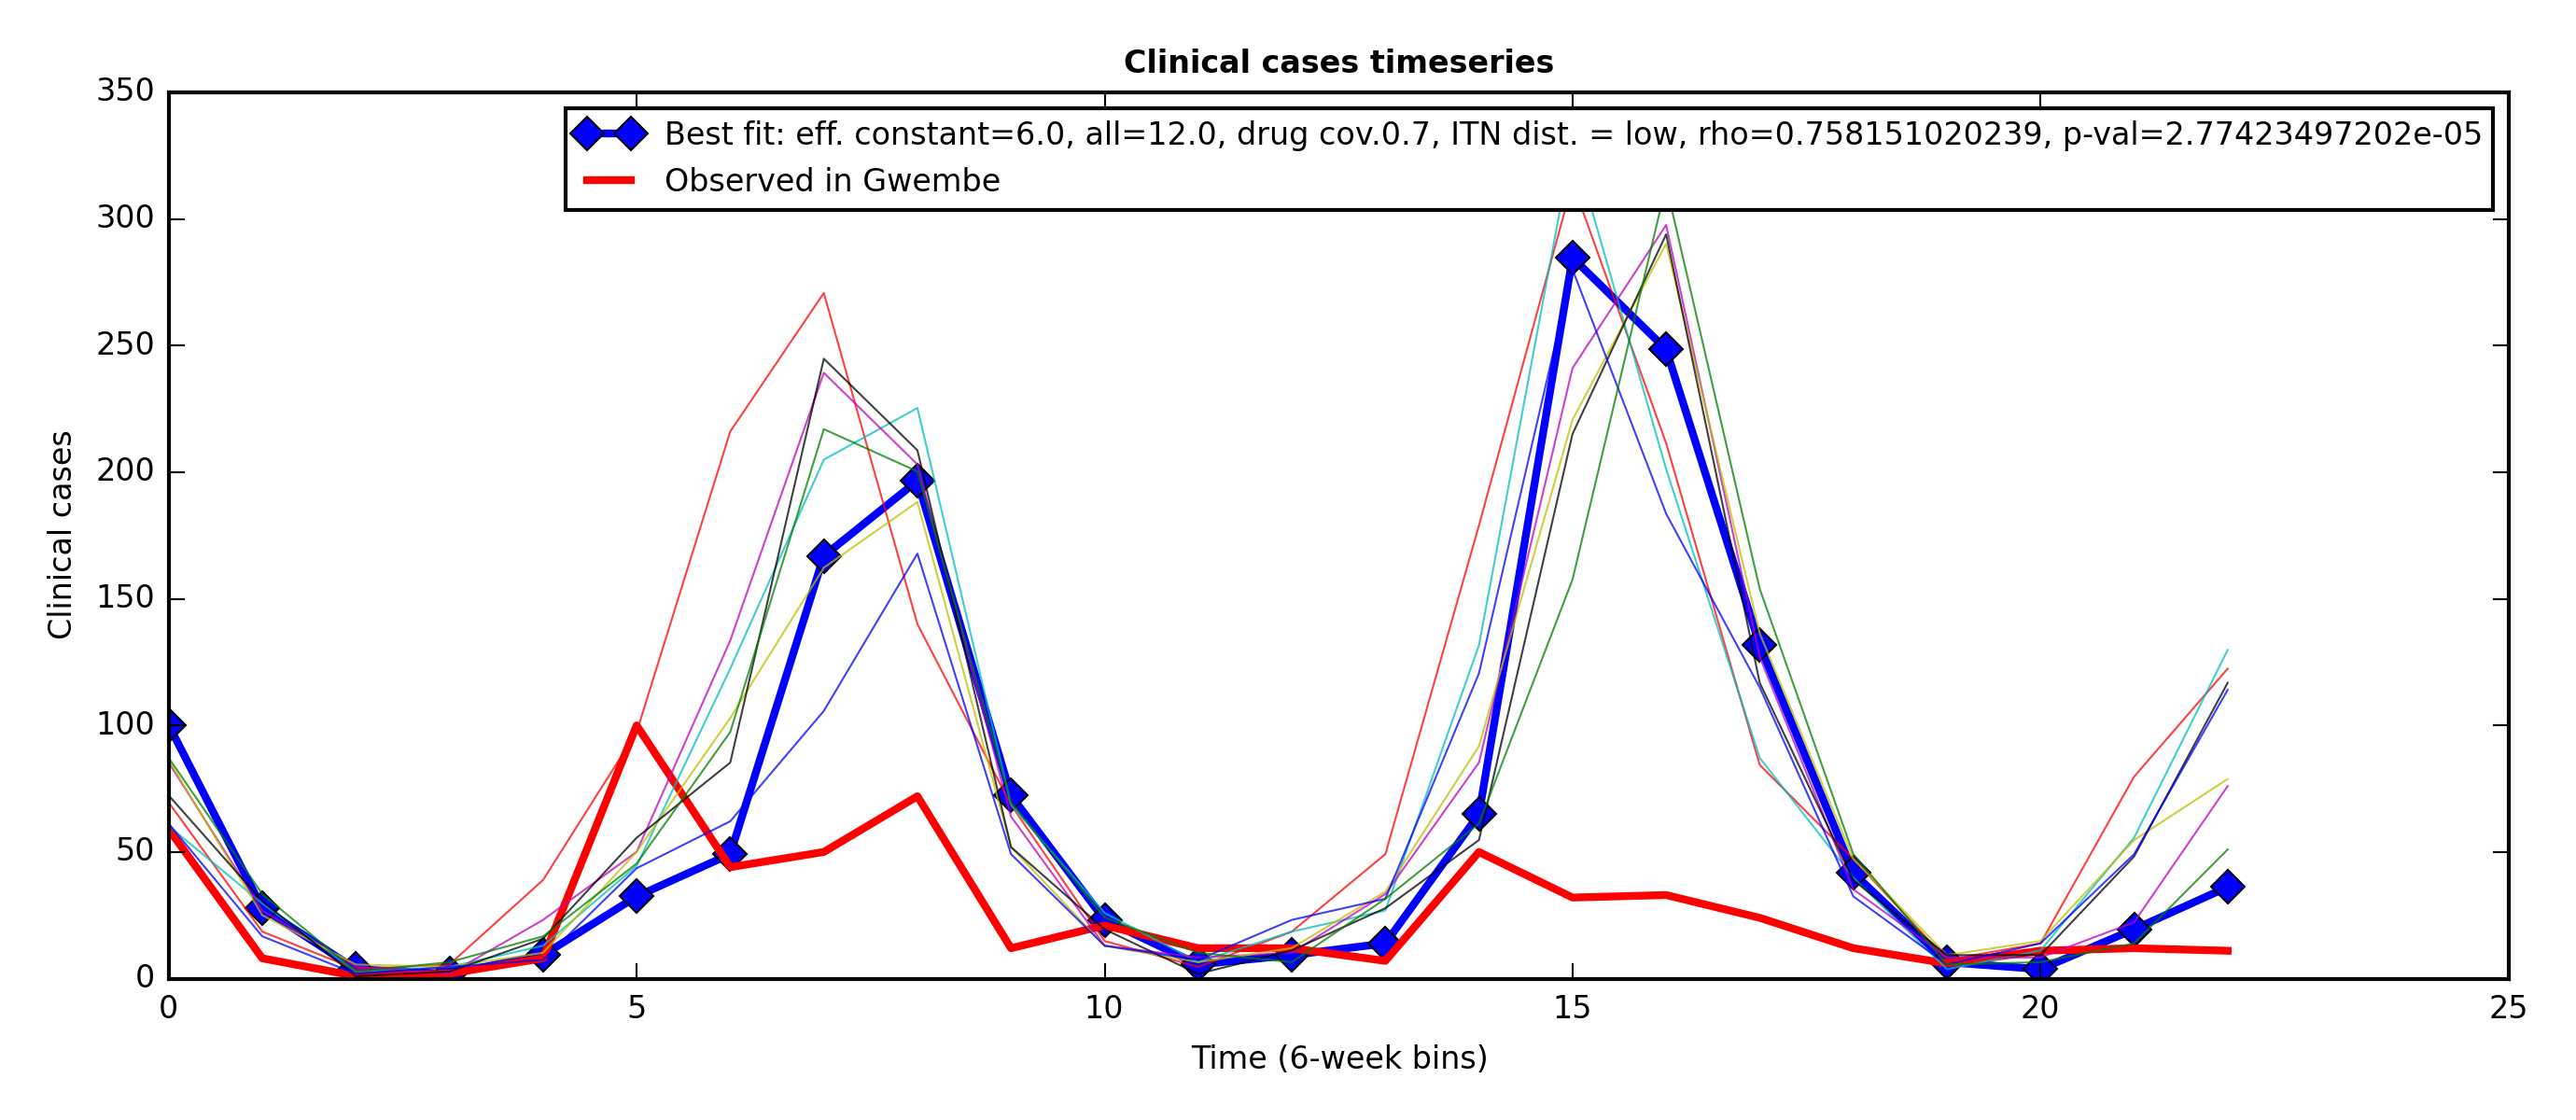 Clinical cases timeseries
350
300
250
200
150
100
50
0
Clinical cases
Best fit: eff. constant=6.0, all=12.0, drug cov.0.7, ITN dist. = low, rho=0.758151020239, p-val=2.77423497202e-05
Observed in Gwembe
0 5 10 15 20 25
Time (6-week bins)